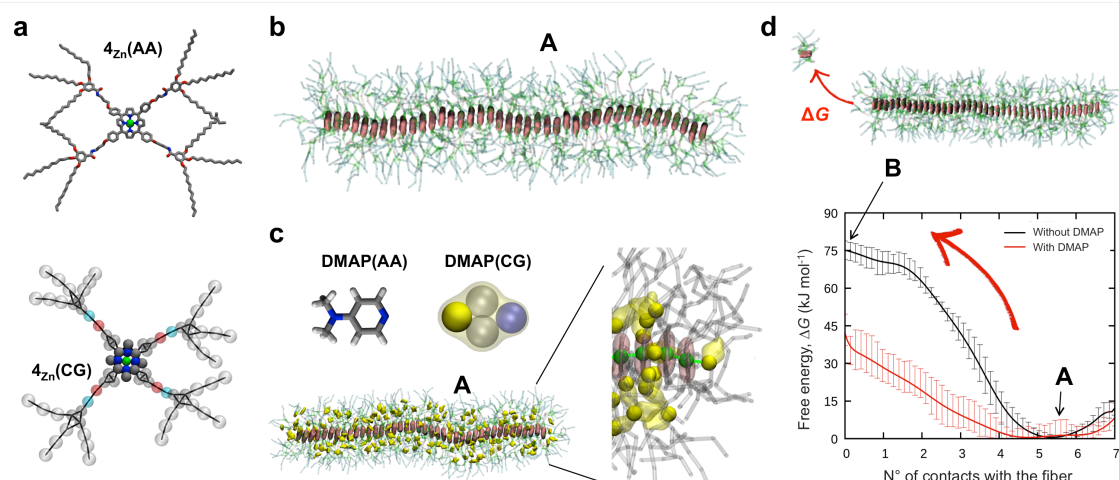 a
4Zn(AA)
4Zn(CG)
b
A
c
DMAP(AA)
DMAP(CG)
A
d
ΔG
B
90
75
60
45
30
15
0
Free energy, ΔG (kJ mol-1)
Without DMAP
With DMAP
A
0 1 2 3 4 5 6 7
N° of contacts with the fiber